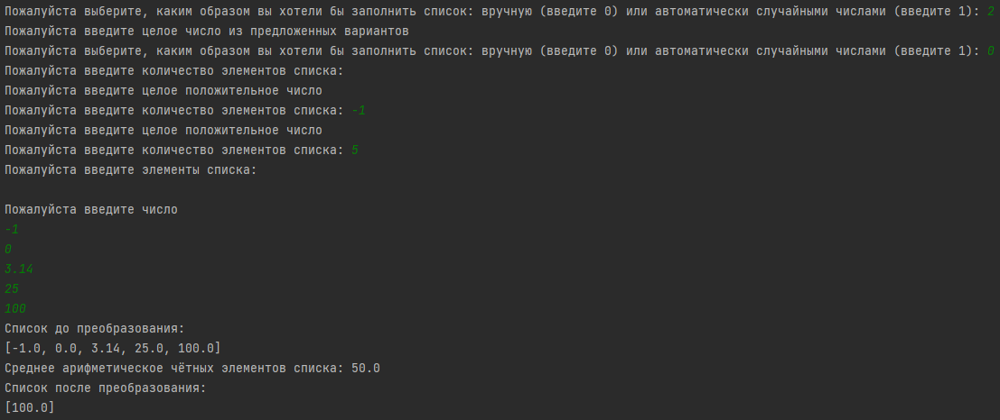 Пожалуйста выберите, каким образом вы хотели бы заполнить список: вручную (введите 0) или автоматически случайными числами (введите 1): 2
Пожалуйста введите целое число из предложенных вариантов
Пожалуйста выберите, каким образом вы хотели бы заполнить список: вручную (введите 0) или автоматически случайными числами (введите 1): 0
Пожалуйста введите количество элементов списка:
Пожалуйста введите целое положительное число
Пожалуйста введите количество элементов списка: -1
Пожалуйста введите целое положительное число
Пожалуйста введите количество элементов списка: 5
Пожалуйста введите элементы списка:
Пожалуйста введите число
-1
0
3.14
25
100
Список до преобразования:
[-1.0, 0.0, 3.14, 25.0, 100.0]
Среднее арифметическое чётных элементов списка: 50.0
Список после преобразования:
[100.0]